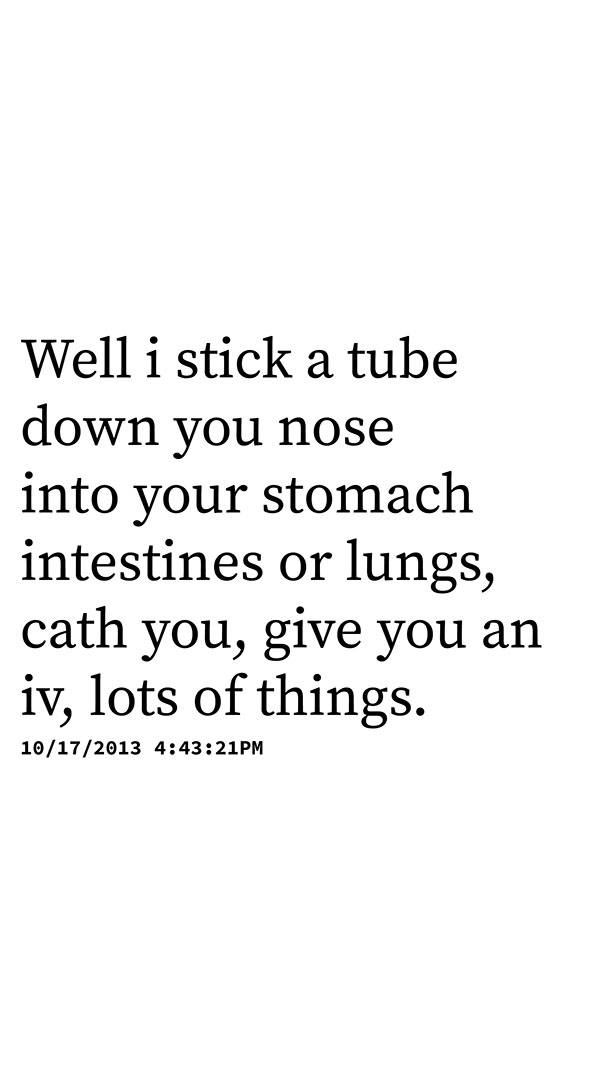 Well i stick a tube
down you nose
into your stomach
intestines or lungs,
cath you, give you an
iv, lots of things.
10/17/2013 4:43:21PM